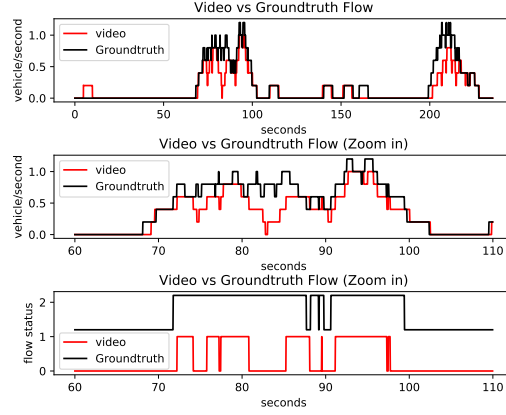 Video vs Groundtruth Flow
vehicle/second
1.0
0.5
0.0
video
Groundtruth
0 50 100 150 200
seconds
Video vs Groundtruth Flow (Zoom in)
vehicle/second
1.0
0.5
0.0
video
Groundtruth
60 70 80 90 100 110
seconds
Video vs Groundtruth Flow (Zoom in)
flow status
2
1
0
video
Groundtruth
60 70 80 90 100 110
seconds